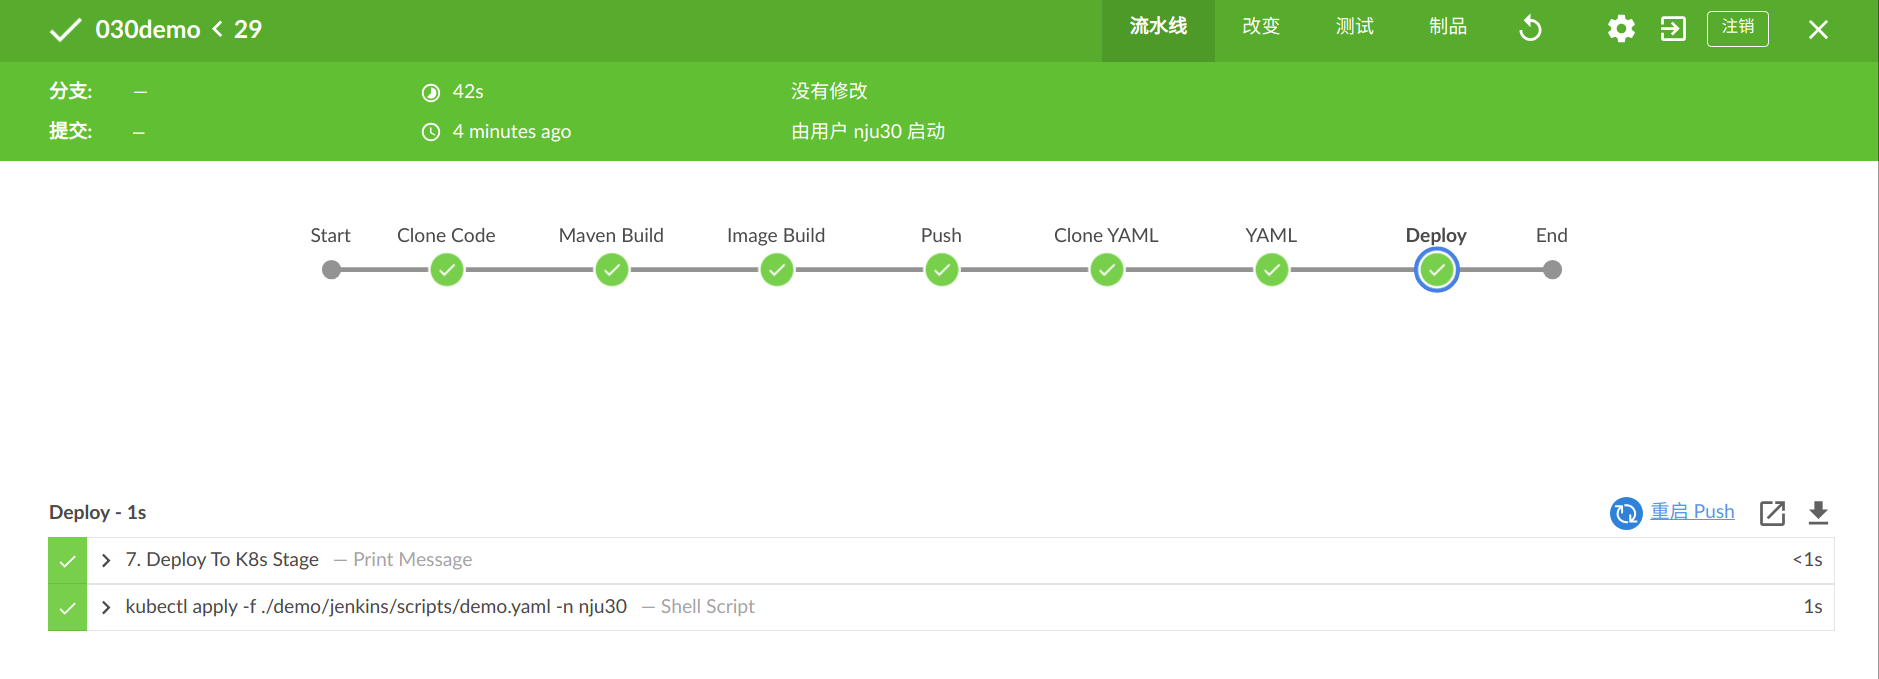 030demo < 29
流水线 改变 测试 制品 注销
分支: — 42s 没有修改
提交: — 4 minutes ago 由用户 nju30 启动
Start Clone Code Maven Build Image Build Push Clone YAML YAML Deploy End
Deploy - 1s 重启 Push
7. Deploy To K8s Stage — Print Message <1s
kubectl apply -f ./demo/jenkins/scripts/demo.yaml -n nju30 — Shell Script 1s